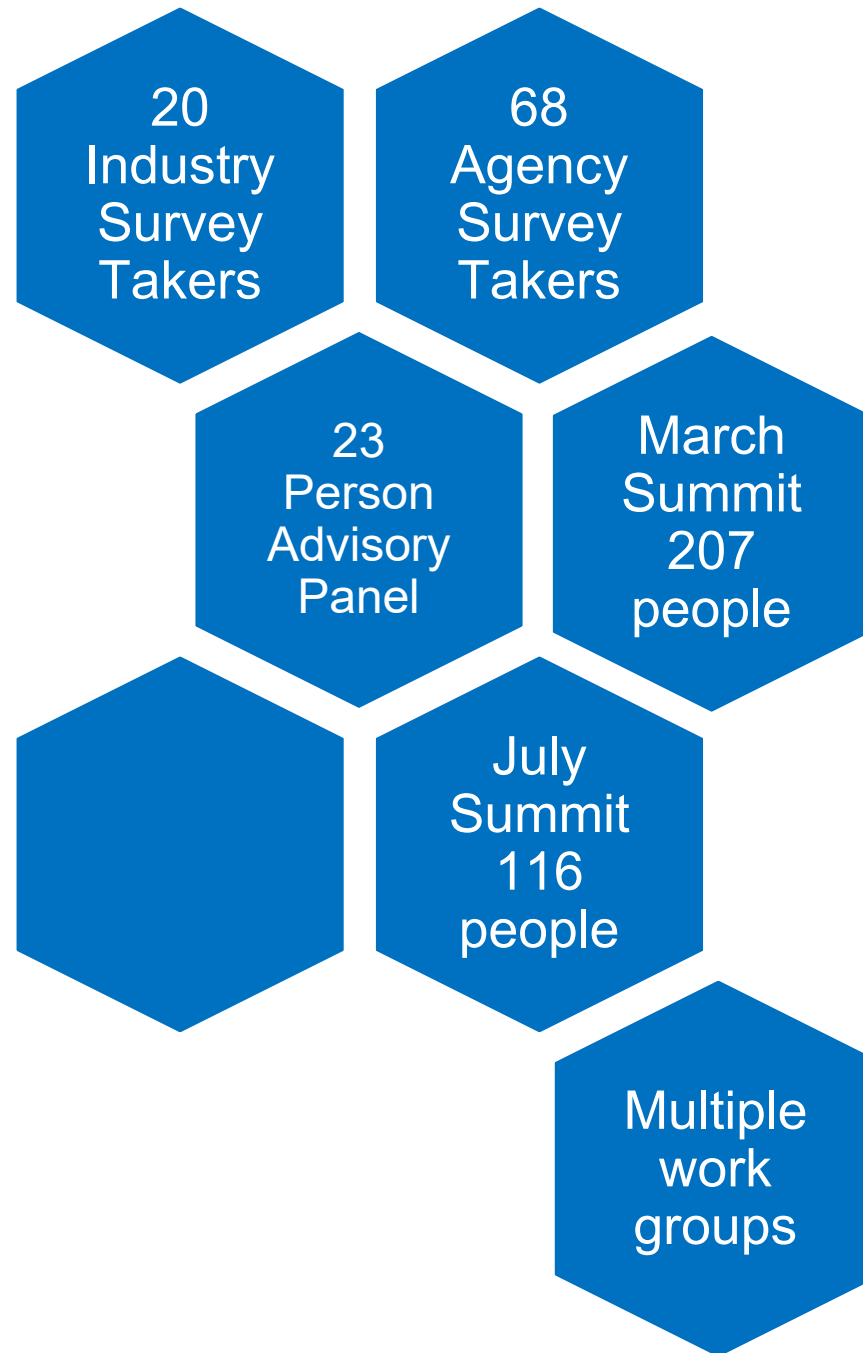 20
Industry
Survey
Takers
68
Agency
Survey
Takers
23
Person
Advisory
Panel
March
Summit
207
people
July
Summit
116
people
Multiple
work
groups